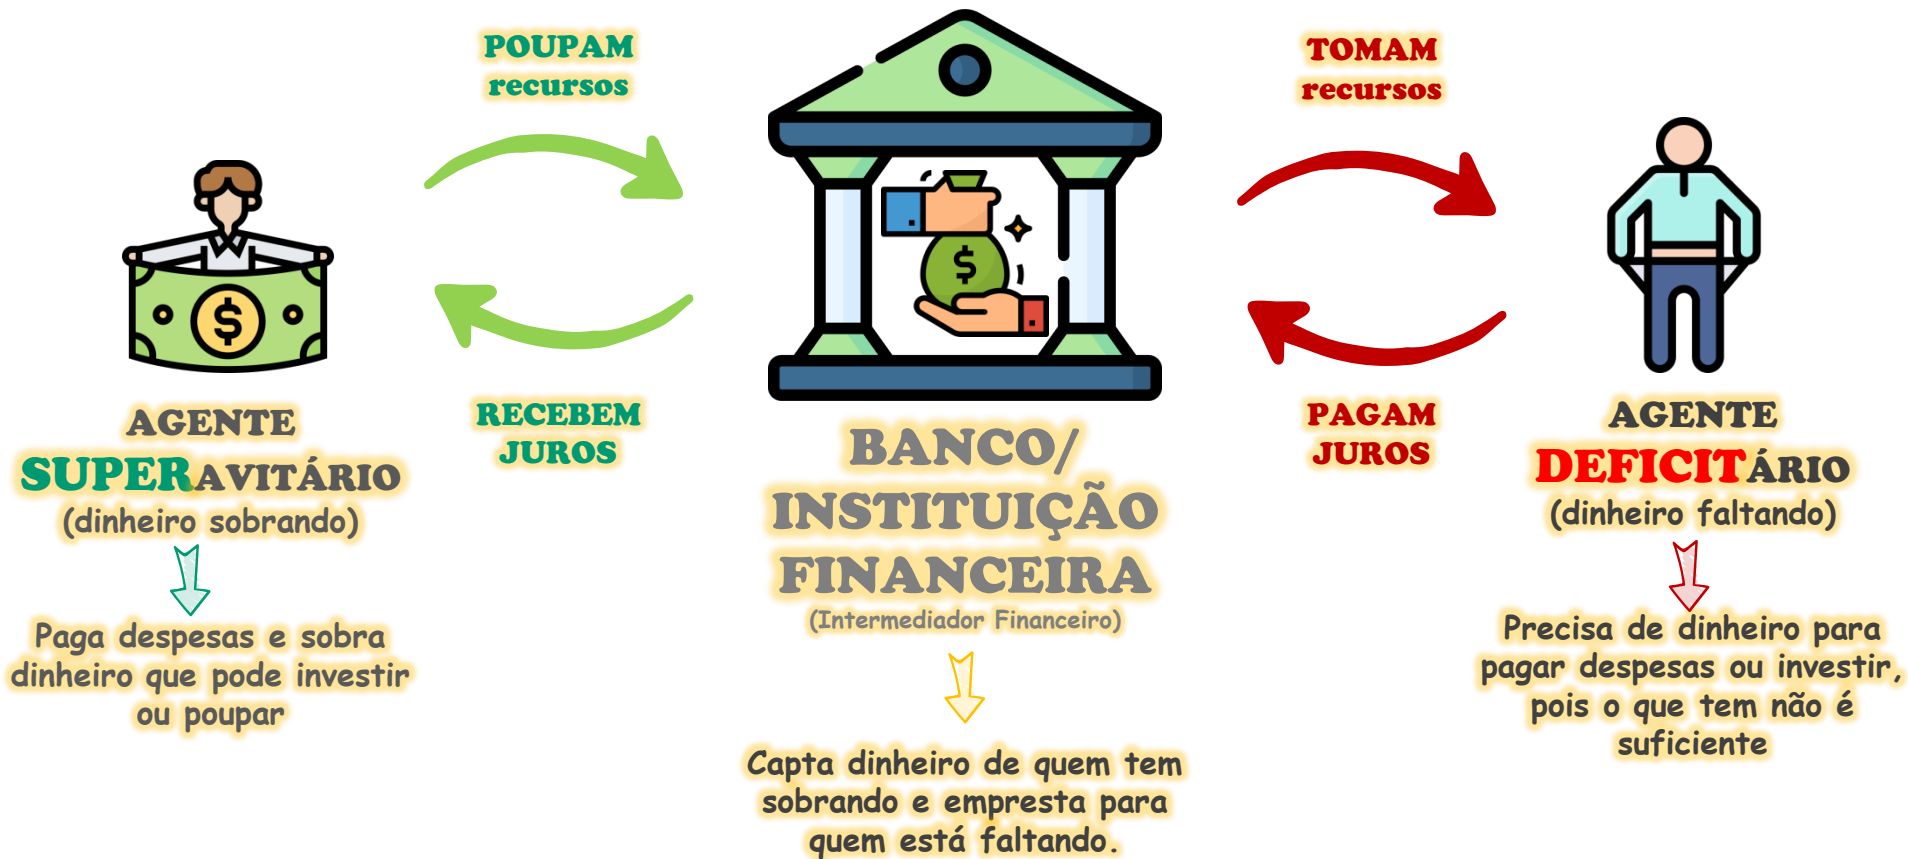 POUPAM
recursos
TOMAM
recursos
$
$
RECEBEM
JUROS
PAGAM
JUROS
AGENTE
SUPERAVITÁRIO
(dinheiro sobrando)
Paga despesas e sobra
dinheiro que pode investir
ou poupar
BANCO/
INSTITUIÇÃO
FINANCEIRA
(Intermediador Financeiro)
Capta dinheiro de quem tem
sobrando e empresta para
quem está faltando.
AGENTE
DEFICITÁRIO
(dinheiro faltando)
Precisa de dinheiro para
pagar despesas ou investir,
pois o que tem não é
suficiente